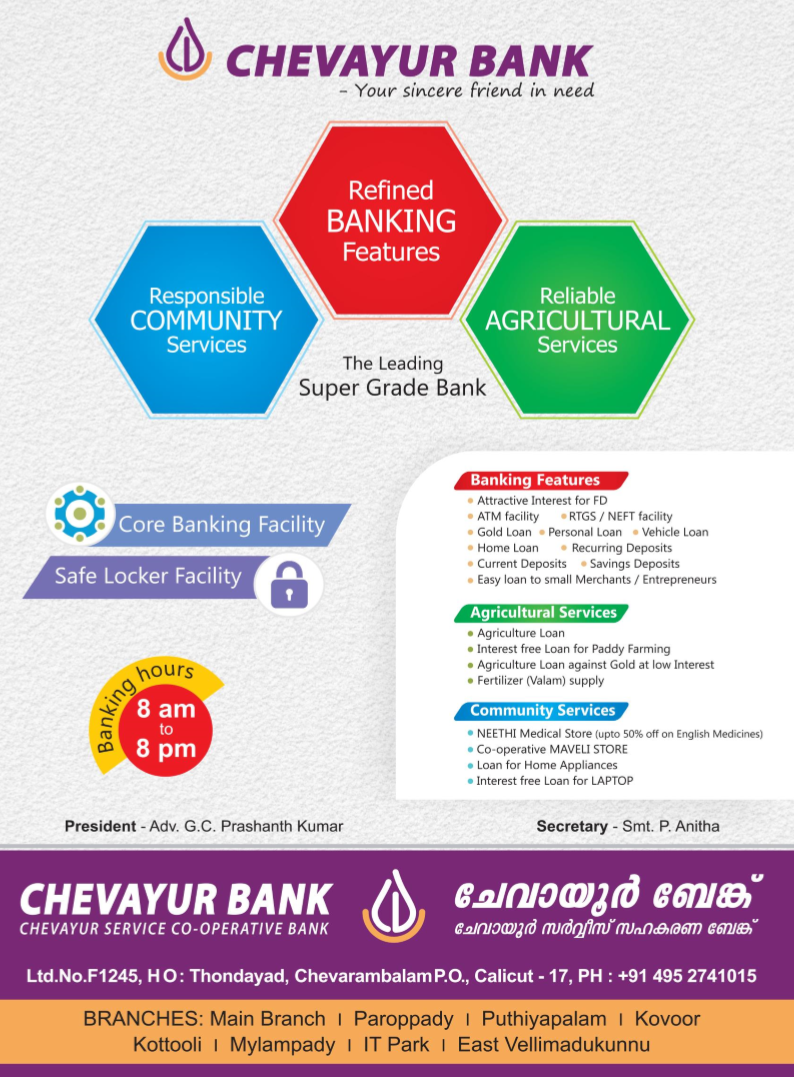 CHEVAYUR BANK
- Your sincere friend in need
Refined
BANKING
Features
Responsible
COMMUNITY
Services
Reliable
AGRICULTURAL
Services
The Leading
Super Grade Bank
Core Banking Facility
Safe Locker Facility
Banking hours
8 am
to
8 pm
Banking Features
• Attractive Interest for FD
• ATM facility • RTGS / NEFT facility
• Gold Loan • Personal Loan • Vehicle Loan
• Home Loan • Recurring Deposits
• Current Deposits • Savings Deposits
• Easy loan to small Merchants / Entrepreneurs
Agricultural Services
• Agriculture Loan
• Interest free Loan for Paddy Farming
• Agriculture Loan against Gold at low Interest
• Fertilizer (Valam) supply
Community Services
• NEETHI Medical Store (upto 50% off on English Medicines)
• Co-operative MAVELI STORE
• Loan for Home Appliances
• Interest free Loan for LAPTOP
President - Adv. G.C. Prashanth Kumar
Secretary - Smt. P. Anitha
CHEVAYUR BANK
CHEVAYUR SERVICE CO-OPERATIVE BANK
ചേവായൂർ ബേങ്ക്
ചേവായൂർ സർവ്വീസ് സഹകരണ ബേങ്ക്
Ltd.No.F1245, H O: Thondayad, Chevarambalam P.O., Calicut - 17, PH : +91 495 2741015
BRANCHES: Main Branch | Paroppady | Puthiyapalam | Kovoor
Kottooli | Mylampady | IT Park | East Vellimadukunnu